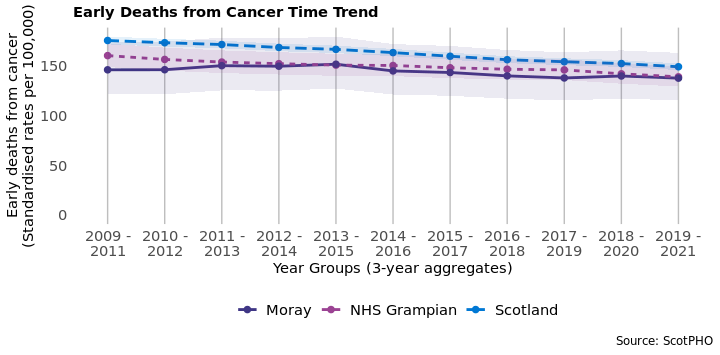 Early Deaths from Cancer Time Trend
Early deaths from cancer
(Standardised rates per 100,000)
150
100
50
0
2009 - 2010 - 2011 - 2012 - 2013 - 2014 - 2015 - 2016 - 2017 - 2018 - 2019 -
2011 2012 2013 2014 2015 2016 2017 2018 2019 2020 2021
Year Groups (3-year aggregates)
Moray NHS Grampian Scotland
Source: ScotPHO